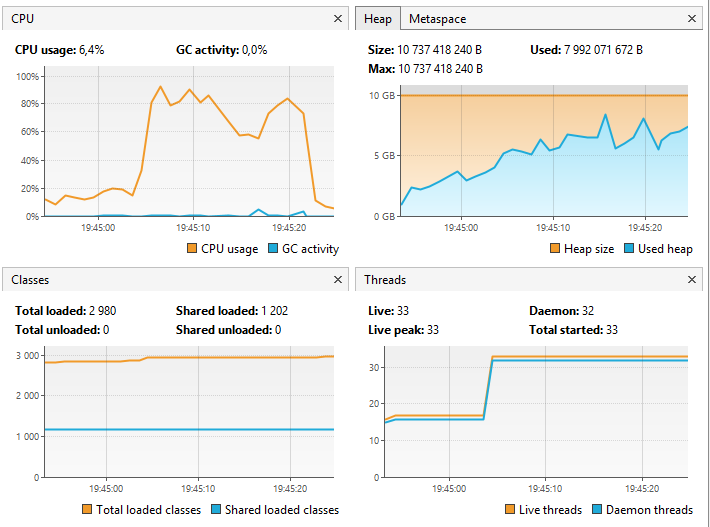 CPU
CPU usage: 6,4% GC activity: 0,0%
100%
80%
60%
40%
20%
0%
19:45:00 19:45:10 19:45:20
CPU usage GC activity
Heap Metaspace
Size: 10 737 418 240 B Used: 7 992 071 672 B
Max: 10 737 418 240 B
10 GB
5 GB
0 GB
19:45:00 19:45:10 19:45:20
Heap size Used heap
Classes
Total loaded: 2 980 Shared loaded: 1 202
Total unloaded: 0 Shared unloaded: 0
3 000
2 000
1 000
0
19:45:00 19:45:10 19:45:20
Total loaded classes Shared loaded classes
Threads
Live: 33 Daemon: 32
Live peak: 33 Total started: 33
30
20
10
0
19:45:00 19:45:10 19:45:20
Live threads Daemon threads